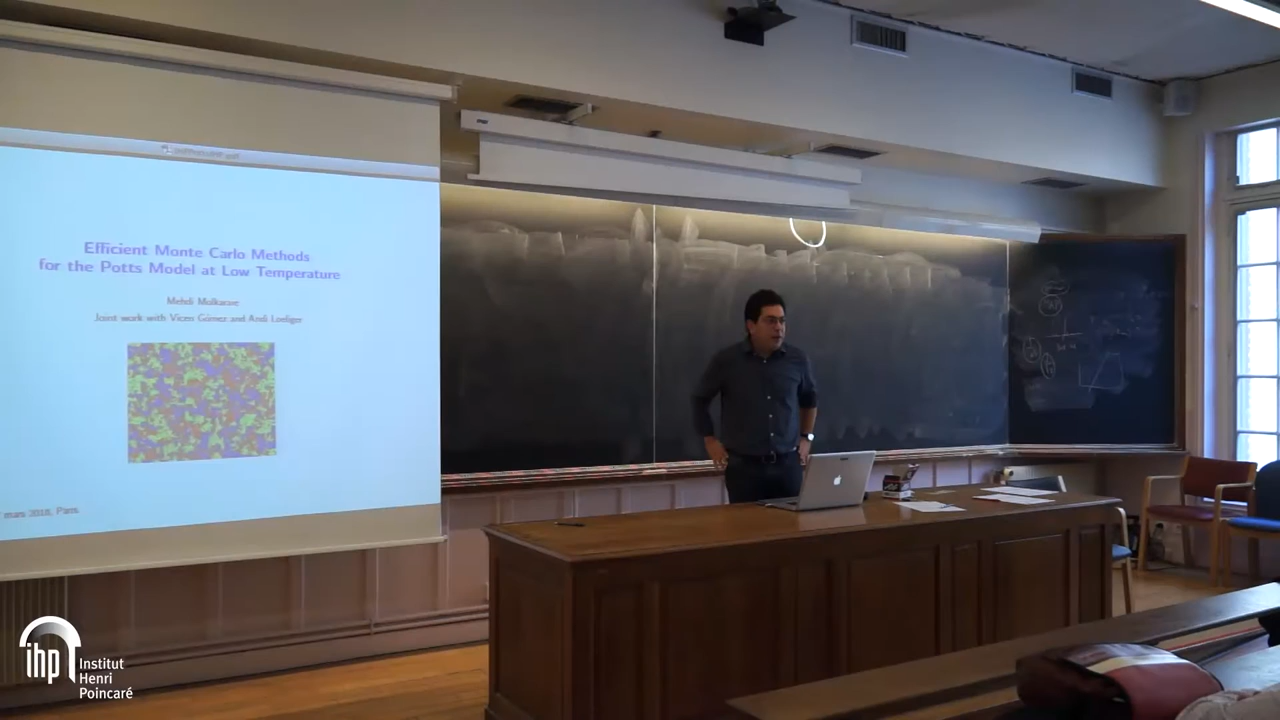 Efficient Monte Carlo Methods
for the Potts Model at Low Temperature
Mehdi Molkaraie
Joint work with Vicen Gómez and Andi Loeliger
mars 2018, Paris
ihp
Institut
Henri
Poincaré